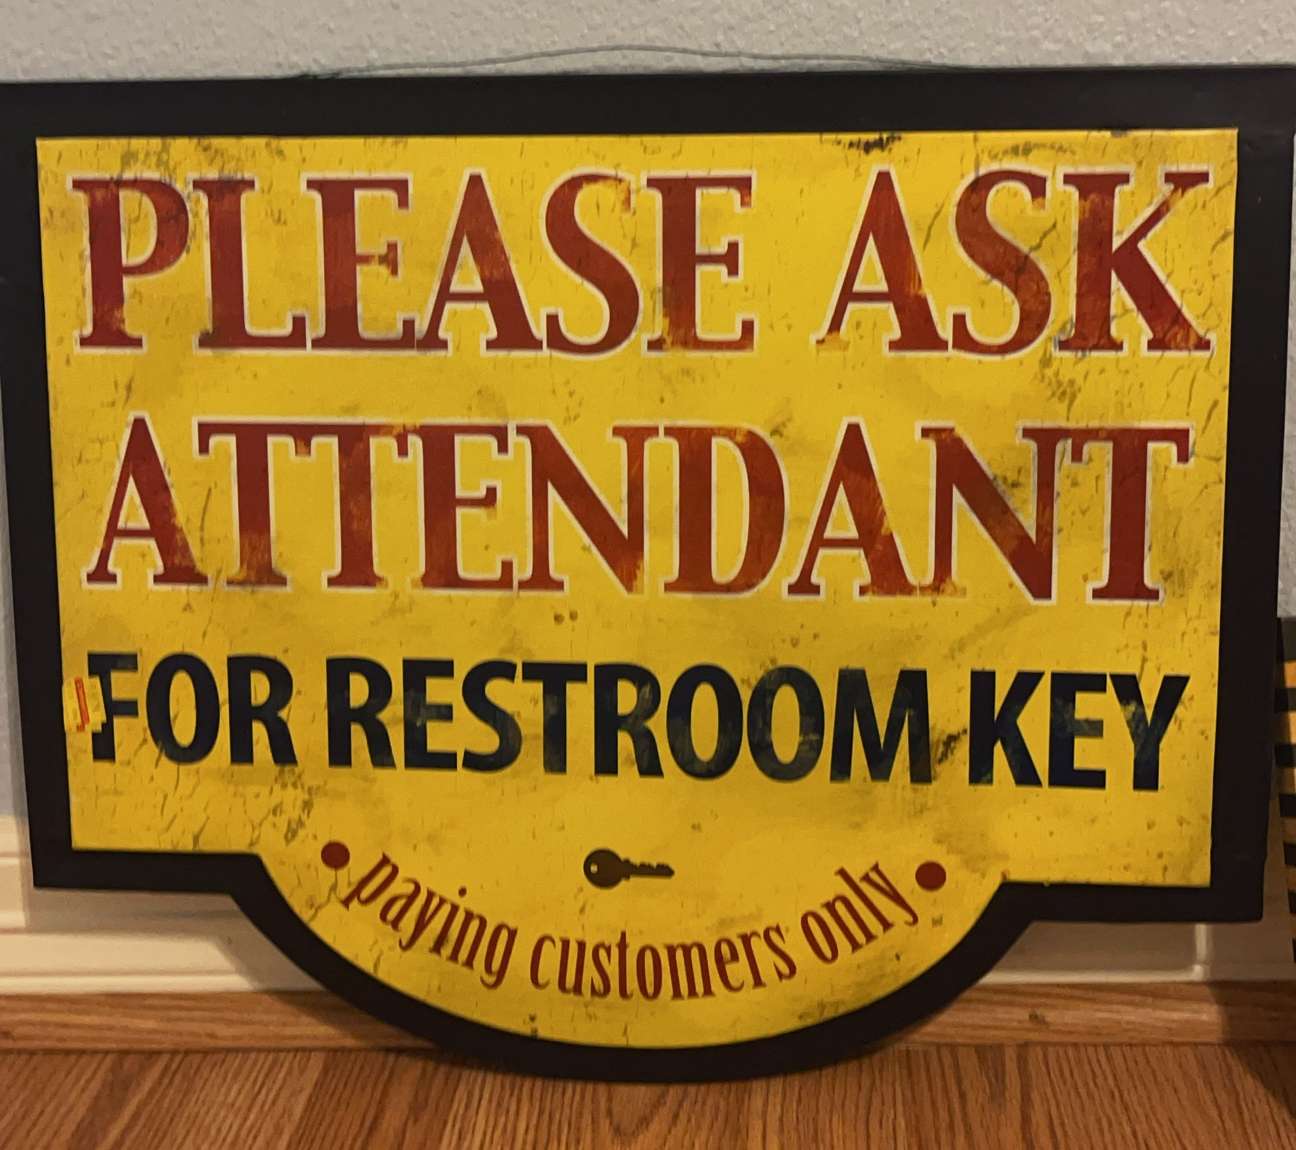 PLEASE ASK
ATTENDANT
FOR RESTROOM KEY
paying customers only